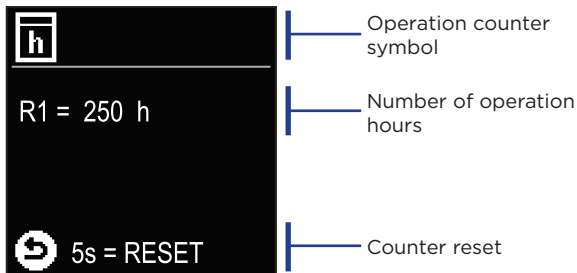 h
Operation counter
symbol
R1 = 250 h
Number of operation
hours
5s = RESET
Counter reset